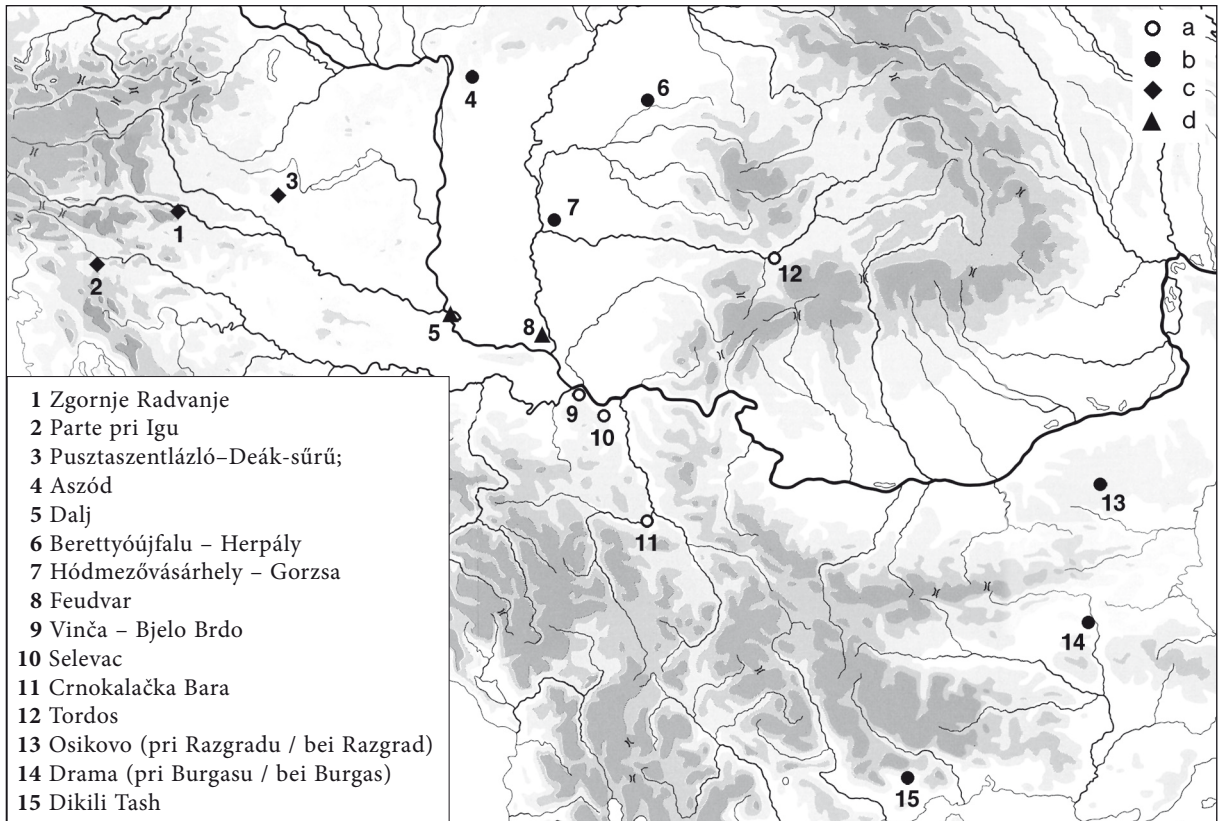 a
b
c
d
4
6
3
7
1
2
12
5
8
9
10
13
11
14
15
1 Zgornje Radvanje
2 Parte pri Igu
3 Pusztaszentlázló–Deák-sűrű;
4 Aszód
5 Dalj
6 Berettyóújfalu – Herpály
7 Hódmezővásárhely – Gorzsa
8 Feudvar
9 Vinča – Bjelo Brdo
10 Selevac
11 Crnokalačka Bara
12 Tordos
13 Osikovo (pri Razgradu / bei Razgrad)
14 Drama (pri Burgasu / bei Burgas)
15 Dikili Tash